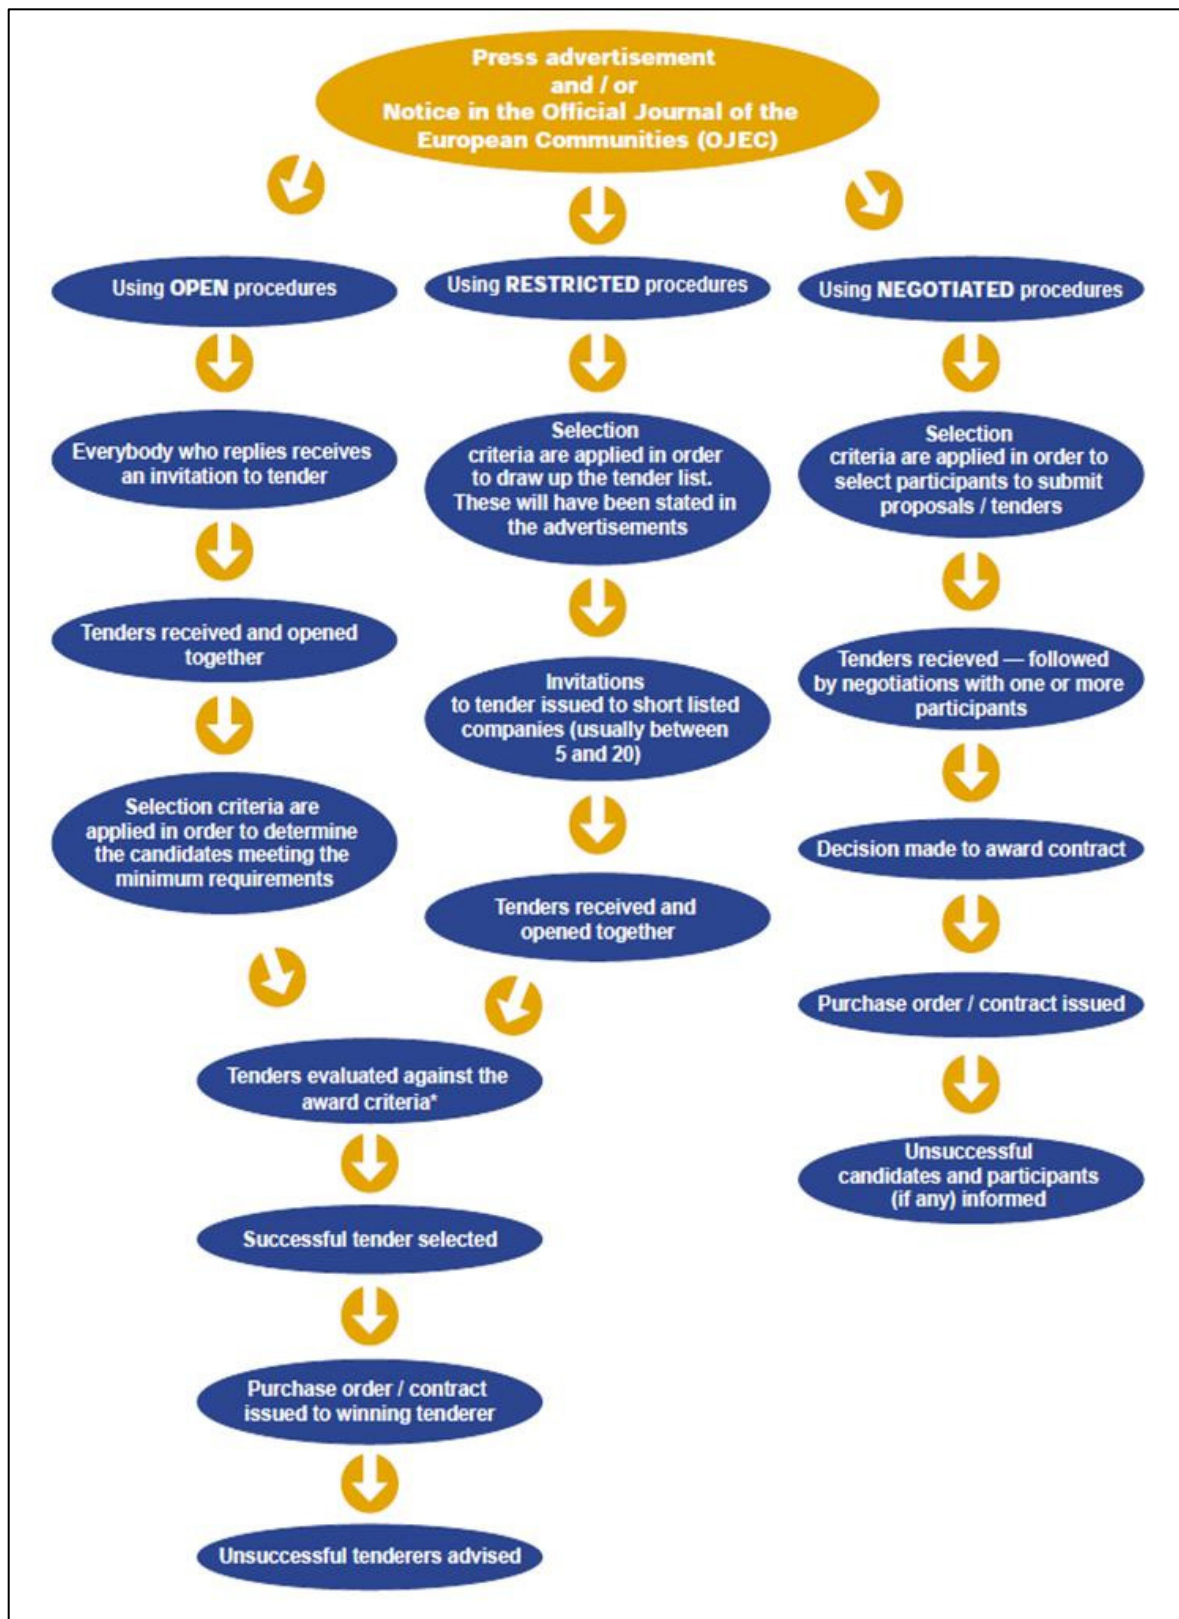 Press advertisement
and / or
Notice in the Official Journal of the
European Communities (OJEC)
Using OPEN procedures
Everybody who replies receives
an invitation to tender
Tenders received and opened
together
Selection criteria are
applied in order to determine
the candidates meeting the
minimum requirements
Using RESTRICTED procedures
Selection
criteria are applied in order
to draw up the tender list.
These will have been stated in
the advertisements
Invitations
to tender issued to short listed
companies (usually between
5 and 20)
Tenders received and
opened together
Tenders evaluated against the
award criteria*
Successful tender selected
Purchase order / contract
issued to winning tenderer
Unsuccessful tenderers advised
Using NEGOTIATED procedures
Selection
criteria are applied in order to
select participants to submit
proposals / tenders
Tenders recieved — followed
by negotiations with one or more
participants
Decision made to award contract
Purchase order / contract issued
Unsuccessful
candidates and participants
(if any) informed